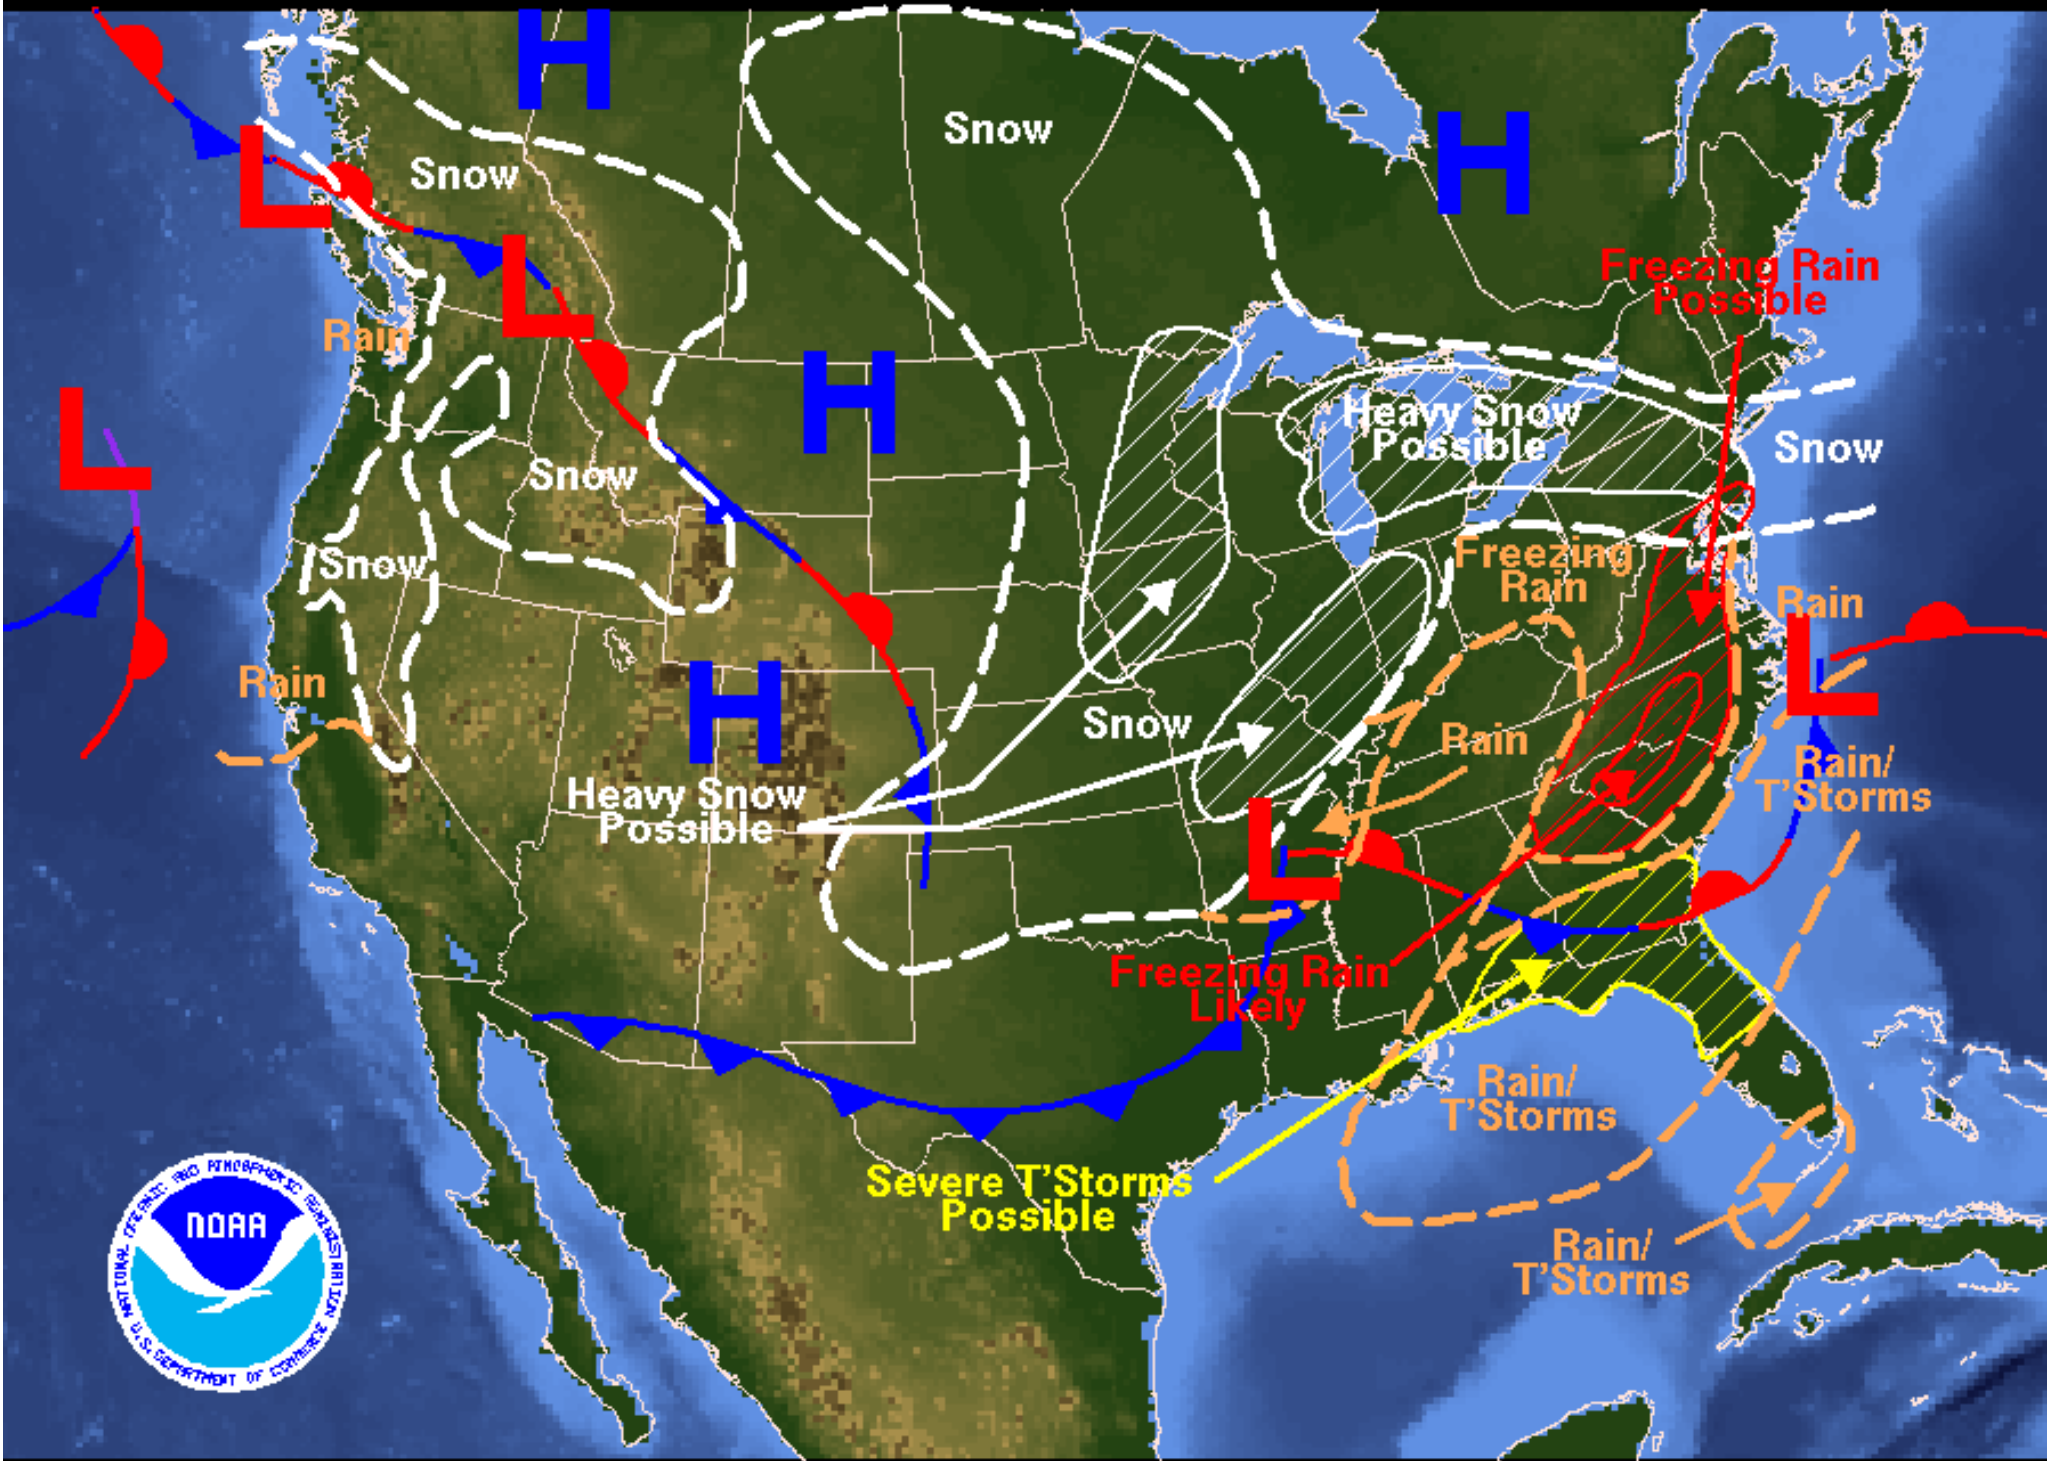 H
Snow
H
Snow
L
Freezing Rain
Possible
L
Rain
H
L
Heavy Snow
Possible
Snow
Snow
Snow
Freezing
Rain
Rain
L
Rain
H
Snow
Rain
Rain/
T'Storms
Heavy Snow
Possible
L
Freezing Rain
Likely
Rain/
T'Storms
Severe T'Storms
Possible
Rain/
T'Storms
NATIONAL OCEANIC AND ATMOSPHERIC ADMINISTRATION
NOAA
U.S. DEPARTMENT OF COMMERCE